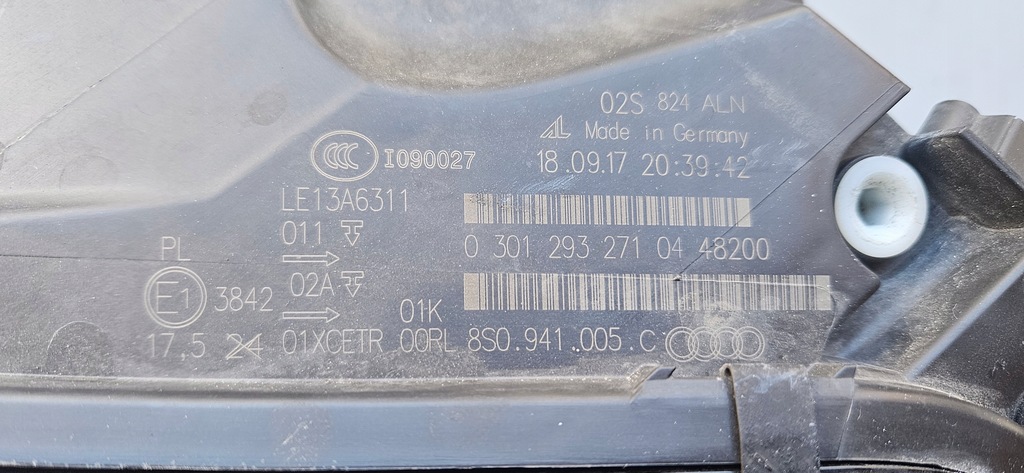 02S 824 ALN
AL Made in Germany
CCC I090027
18.09.17 20:39:42
LE13A6311
011
0 301 293 271 04 48200
PL
02A
E1 3842
01K
17,5 24 01XCETR 00RL 8S0.941.005.C